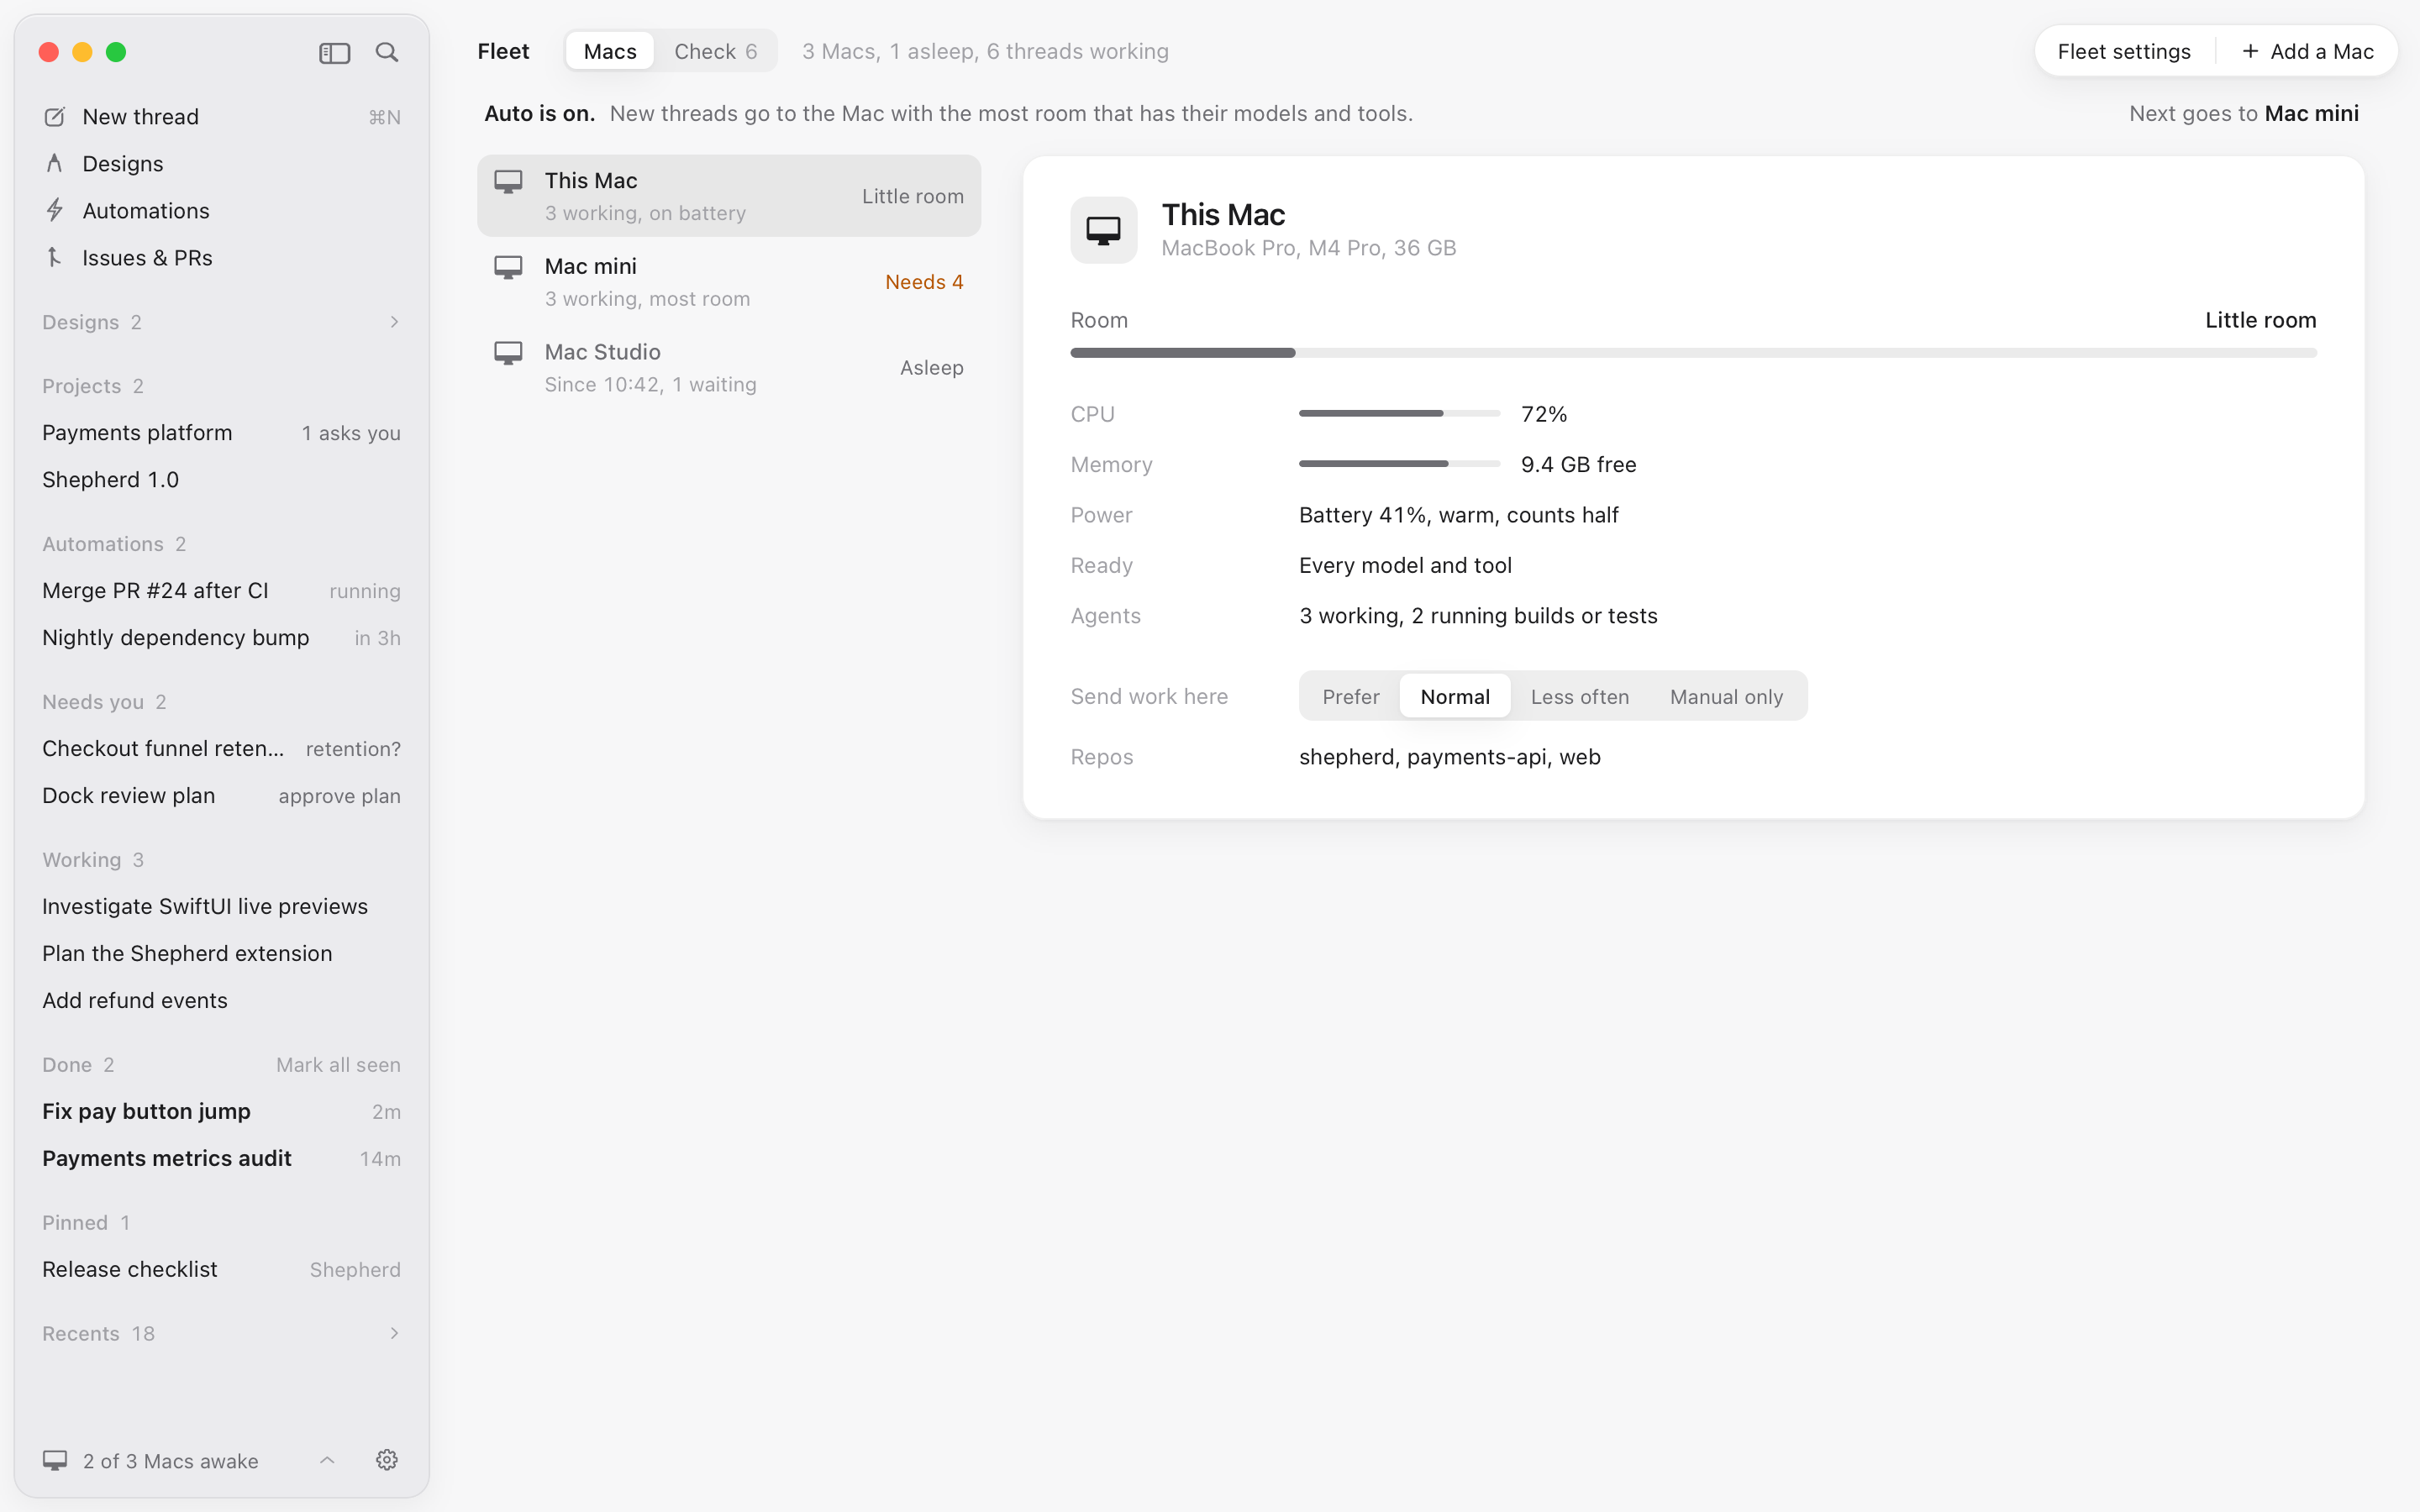 New thread ⌘N
Designs
Automations
Issues & PRs
Designs 2
Projects 2
Payments platform 1 asks you
Shepherd 1.0
Automations 2
Merge PR #24 after CI running
Nightly dependency bump in 3h
Needs you 2
Checkout funnel reten... retention?
Dock review plan approve plan
Working 3
Investigate SwiftUI live previews
Plan the Shepherd extension
Add refund events
Done 2 Mark all seen
Fix pay button jump 2m
Payments metrics audit 14m
Pinned 1
Release checklist Shepherd
Recents 18
2 of 3 Macs awake
Fleet Macs Check 6 3 Macs, 1 asleep, 6 threads working Fleet settings + Add a Mac
Auto is on. New threads go to the Mac with the most room that has their models and tools. Next goes to Mac mini
This Mac
3 working, on battery
Little room
Mac mini
3 working, most room
Needs 4
Mac Studio
Since 10:42, 1 waiting
Asleep
This Mac
MacBook Pro, M4 Pro, 36 GB
Room Little room
CPU 72%
Memory 9.4 GB free
Power Battery 41%, warm, counts half
Ready Every model and tool
Agents 3 working, 2 running builds or tests
Send work here Prefer Normal Less often Manual only
Repos shepherd, payments-api, web